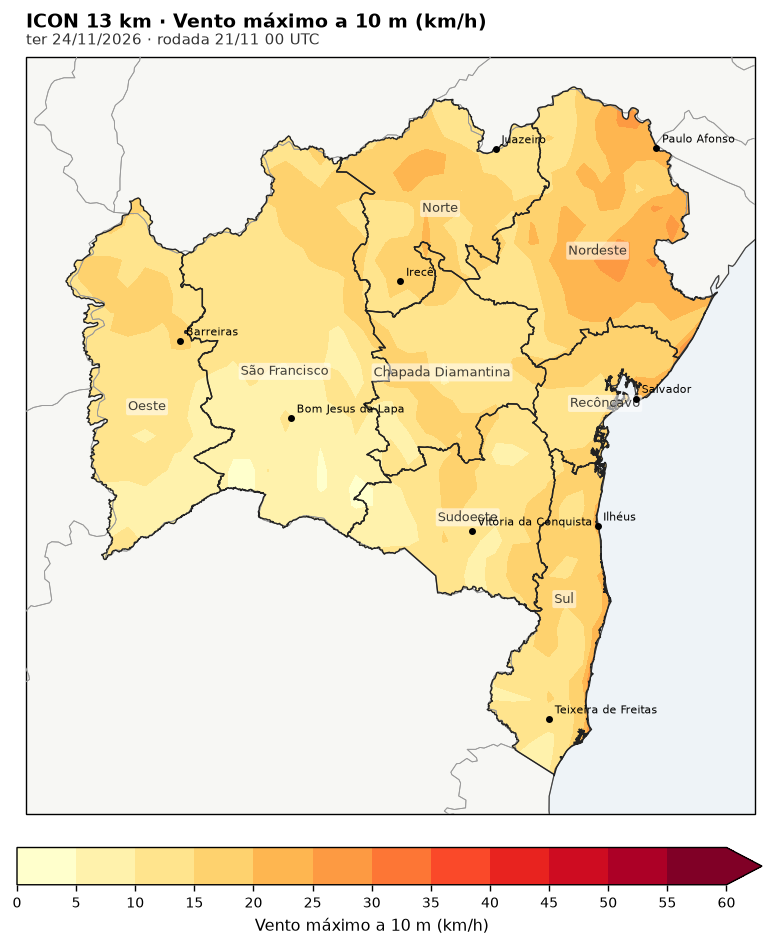 ICON 13 km · Vento máximo a 10 m (km/h)
ter 24/11/2026 · rodada 21/11 00 UTC
Juazeiro
Paulo Afonso
Norte
Nordeste
Irecê
Barreiras
São Francisco
Chapada Diamantina
Salvador
Oeste
Recôncavo
Bom Jesus da Lapa
Sudoeste
Vitória da Conquista
Ilhéus
Sul
Teixeira de Freitas
0 5 10 15 20 25 30 35 40 45 50 55 60
Vento máximo a 10 m (km/h)